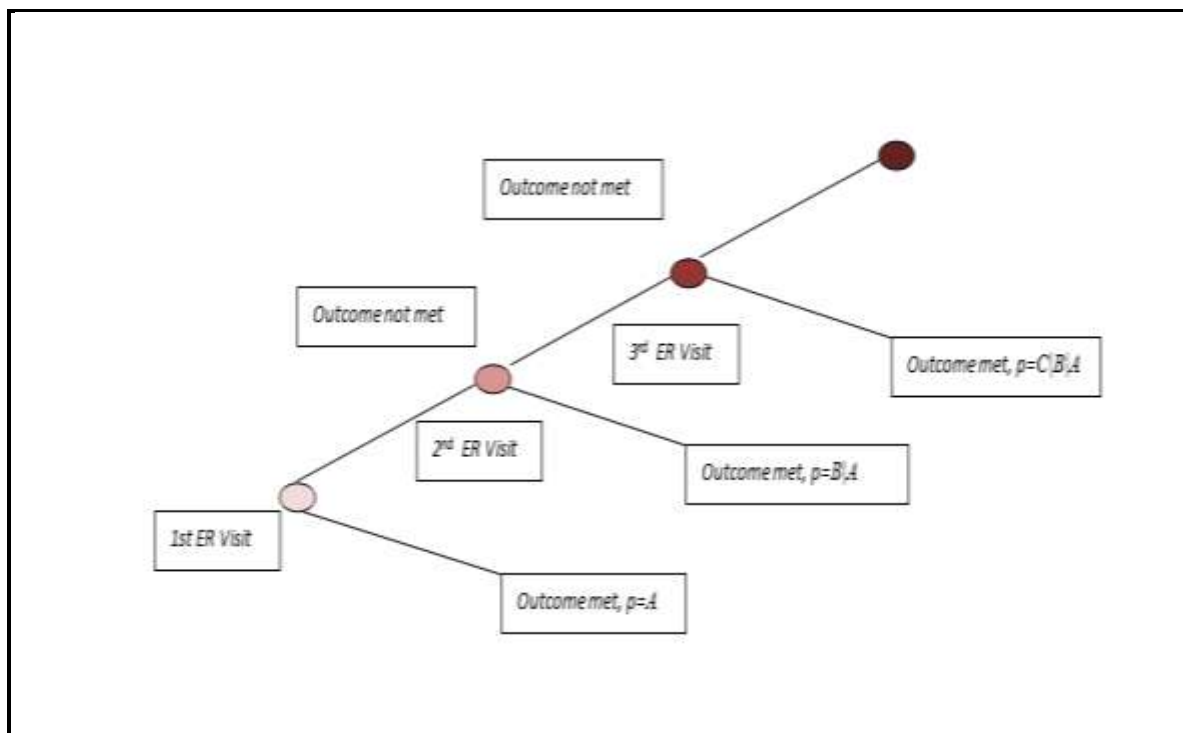 Outcome not met
Outcome not met
3rd ER Visit
Outcome met, p=C|B|A
2nd ER Visit
Outcome met, p=B|A
1st ER Visit
Outcome met, p=A